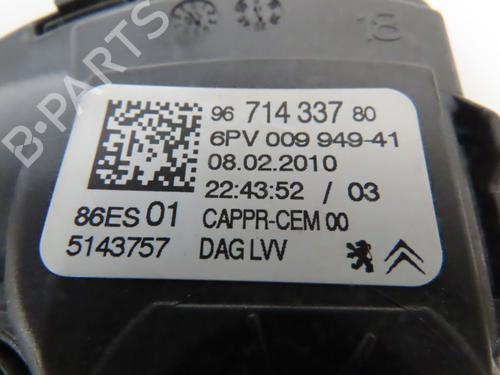 18
96 714 337 80
6PV 009 949-41
08.02.2010
22:43:52 / 03
86ES 01 CAPPR-CEM 00
5143757 DAG LVV